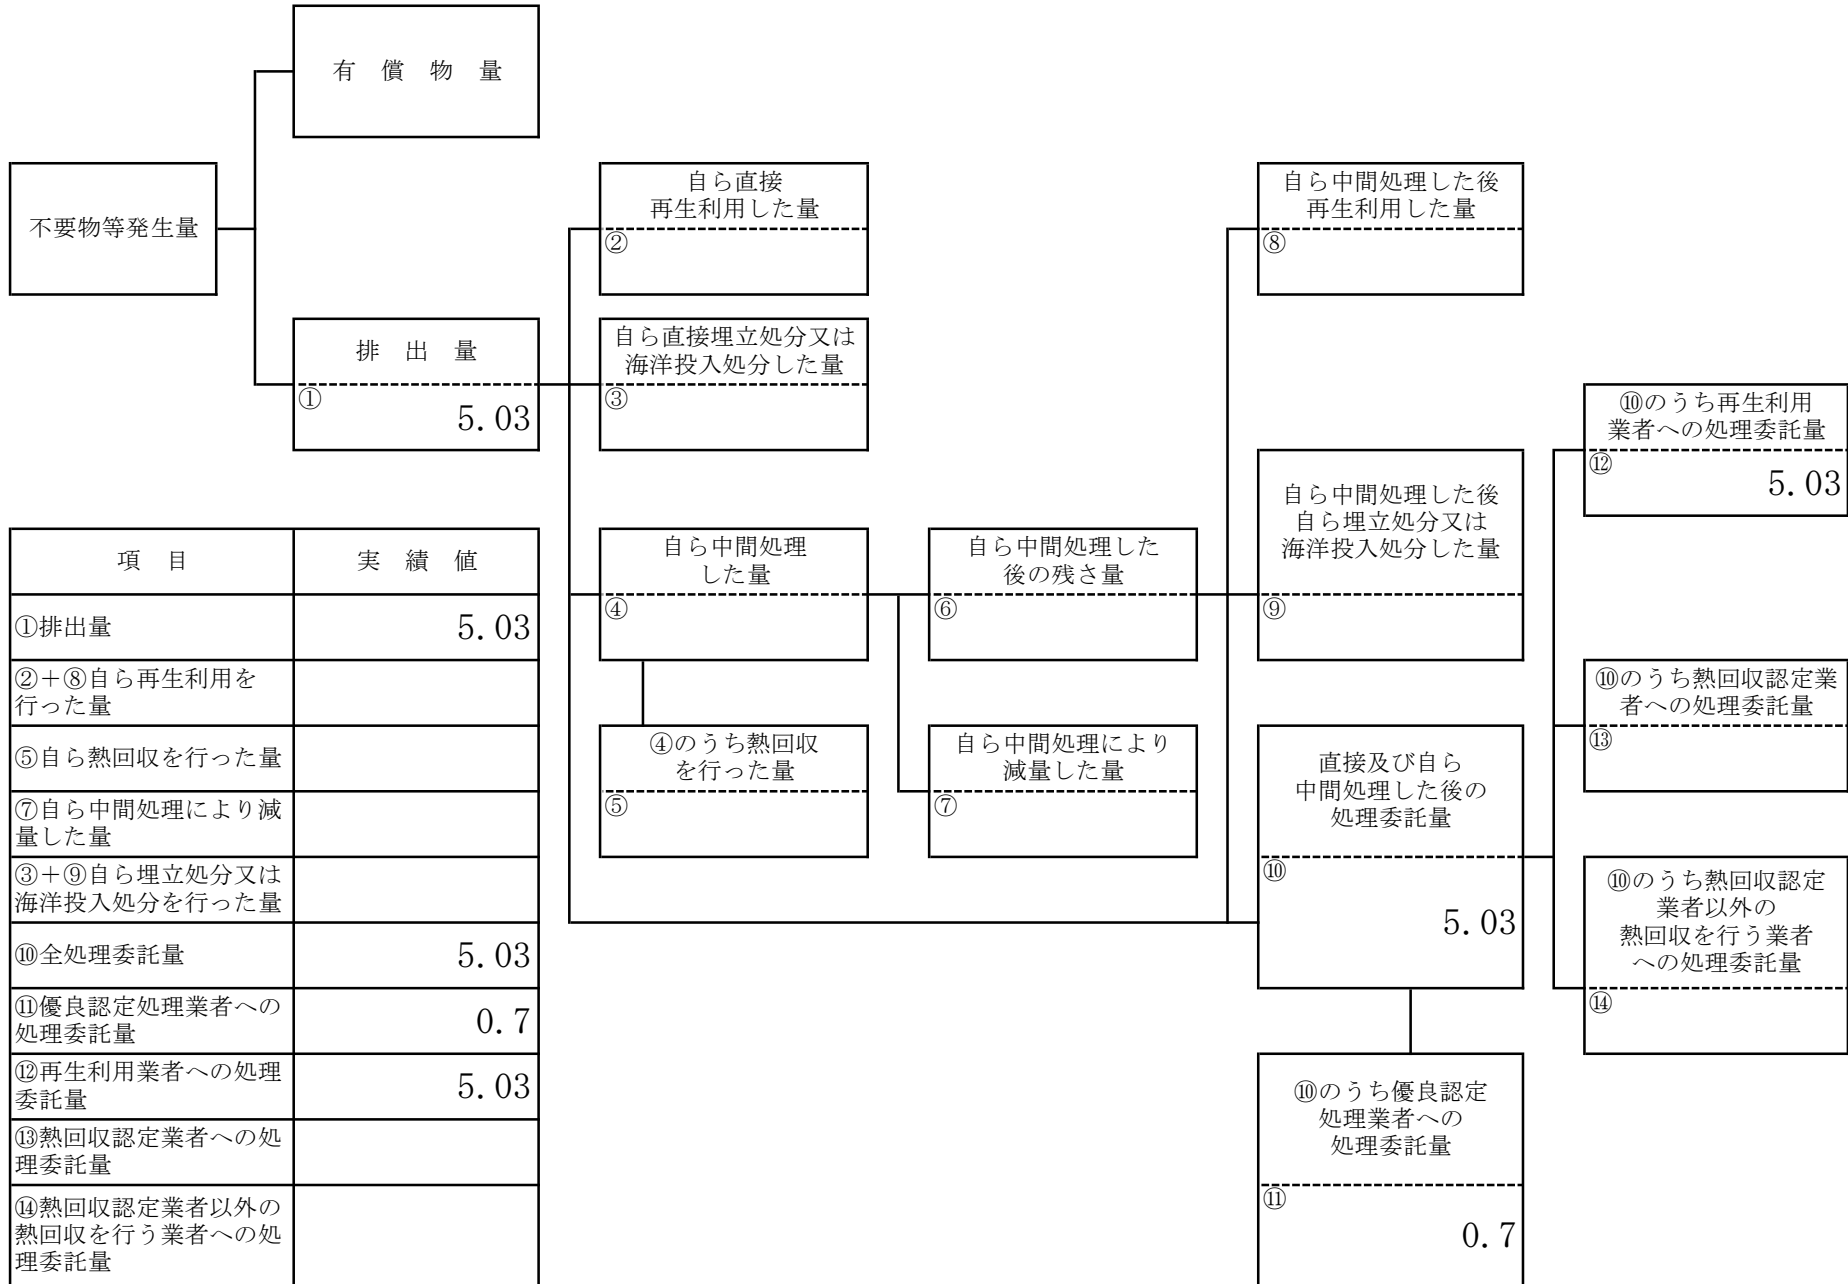 有　償　物　量
不要物等発生量
自ら直接
再生利用した量
②
自ら中間処理した後
再生利用した量
⑧
排　出　量
①
5.03
自ら直接埋立処分又は
海洋投入処分した量
③
⑩のうち再生利用
業者への処理委託量
⑫
5.03
自ら中間処理した後
自ら埋立処分又は
海洋投入処分した量
⑨
自ら中間処理
した量
④
自ら中間処理した
後の残さ量
⑥
⑩のうち熱回収認定業
者への処理委託量
⑬
④のうち熱回収
を行った量
⑤
自ら中間処理により
減量した量
⑦
直接及び自ら
中間処理した後の
処理委託量
⑩
5.03
⑩のうち熱回収認定
業者以外の
熱回収を行う業者
への処理委託量
⑭
⑩のうち優良認定
処理業者への
処理委託量
⑪
0.7
項　目
実　績　値
①排出量
5.03
②＋⑧自ら再生利用を
行った量
⑤自ら熱回収を行った量
⑦自ら中間処理により減
量した量
③＋⑨自ら埋立処分又は
海洋投入処分を行った量
⑩全処理委託量
5.03
⑪優良認定処理業者への
処理委託量
0.7
⑫再生利用業者への処理
委託量
5.03
⑬熱回収認定業者への処
理委託量
⑭熱回収認定業者以外の
熱回収を行う業者への処
理委託量